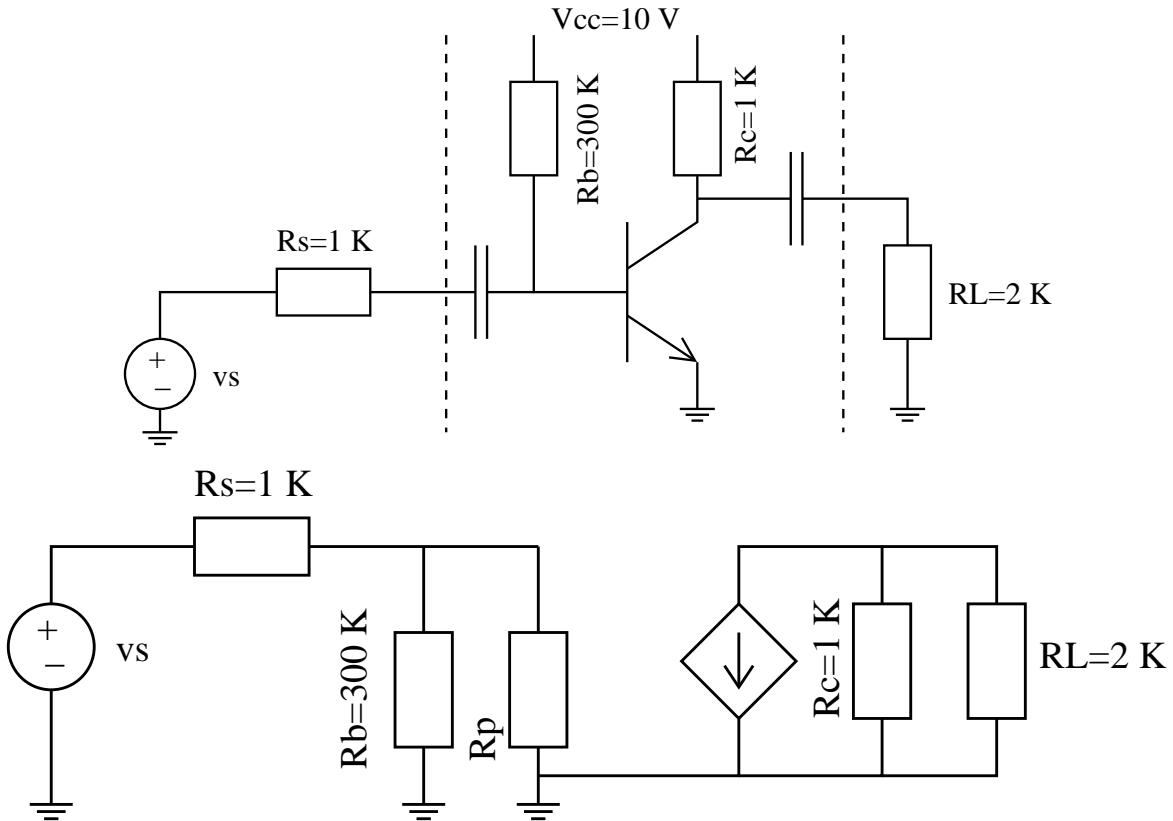 Vcc=10 V
Rb=300 K
Rc=1 K
Rs=1 K
RL=2 K
+
−
vs
Rs=1 K
+
−
vs
Rb=300 K
Rp
Rc=1 K
RL=2 K